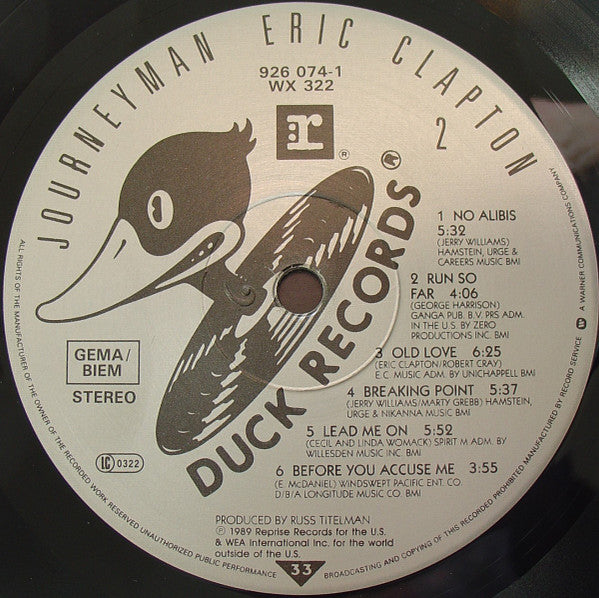 JOURNEYMAN ERIC CLAPTON
926 074-1
WX 322
r
®
2
DUCK RECORDS
®
1 NO ALIBIS
5:32
(JERRY WILLIAMS)
HAMSTEIN, URGE &
CAREERS MUSIC BMI
2 RUN SO
FAR 4:06
(GEORGE HARRISON)
GANGA PUB. B.V. PRS ADM.
IN THE U.S. BY ZERO
PRODUCTIONS INC. BMI
3 OLD LOVE 6:25
(ERIC CLAPTON/ROBERT CRAY)
E.C. MUSIC ADM. BY UNICHAPPELL BMI
4 BREAKING POINT 5:37
(JERRY WILLIAMS/MARTY GREBB) HAMSTEIN,
URGE & NIKANNA MUSIC BMI
5 LEAD ME ON 5:52
(CECIL AND LINDA WOMACK) SPIRIT M ADM. BY
WILLESDEN MUSIC INC. BMI
6 BEFORE YOU ACCUSE ME 3:55
(E. McDANIEL) WINDSWEPT PACIFIC ENT. CO.
D/B/A LONGITUDE MUSIC CO. BMI
GEMA/
BIEM
STEREO
LC 0322
PRODUCED BY RUSS TITELMAN
℗ 1989 Reprise Records for the U.S.
& WEA International Inc. for the world
outside of the U.S.
33
ALL RIGHTS OF THE MANUFACTURER OF THE OWNER OF THE RECORDED WORK RESERVED UNAUTHORIZED PUBLIC PERFORMANCE BROADCASTING AND COPYING OF THIS RECORD PROHIBITED MANUFACTURED BY RECORD SERVICE A WARNER COMMUNICATIONS COMPANY